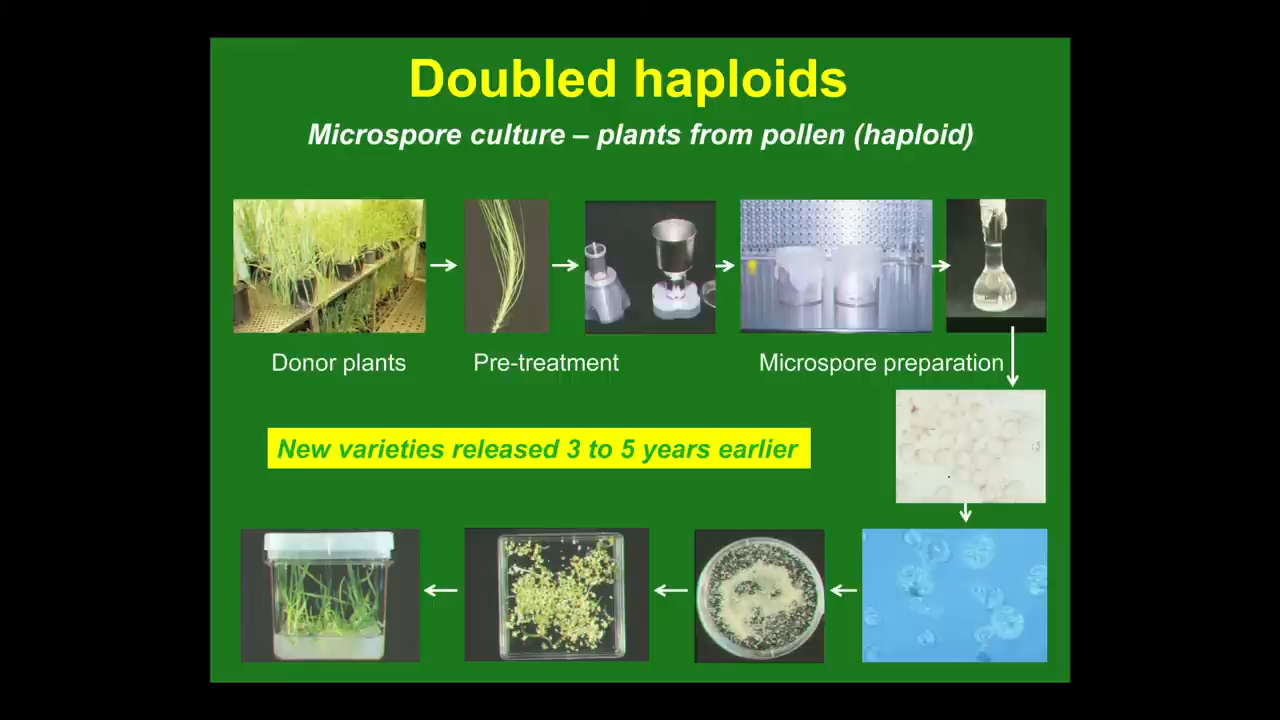 Doubled haploids
Microspore culture – plants from pollen (haploid)
Donor plants
Pre-treatment
Microspore preparation
New varieties released 3 to 5 years earlier